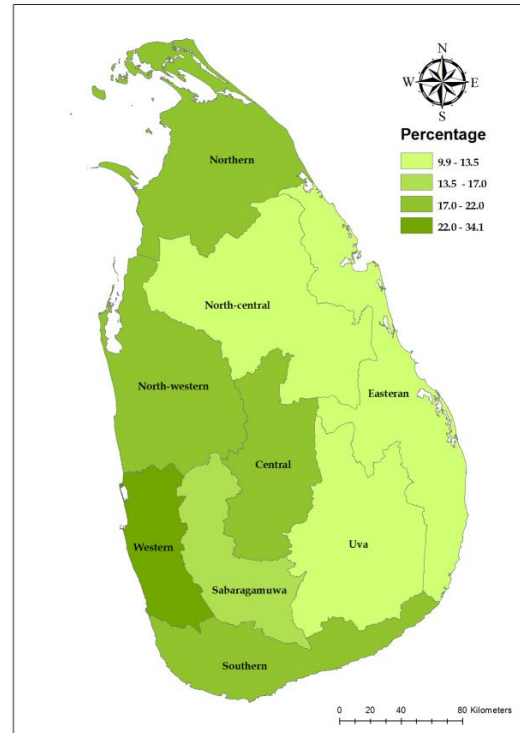 N
W E
S
Percentage
9.9 - 13.5
13.5 - 17.0
17.0 - 22.0
22.0 - 34.1
Northern
North-central
North-western
Easteran
Central
Western
Uva
Sabaragamuwa
Southern
0 20 40 80 Kilometers